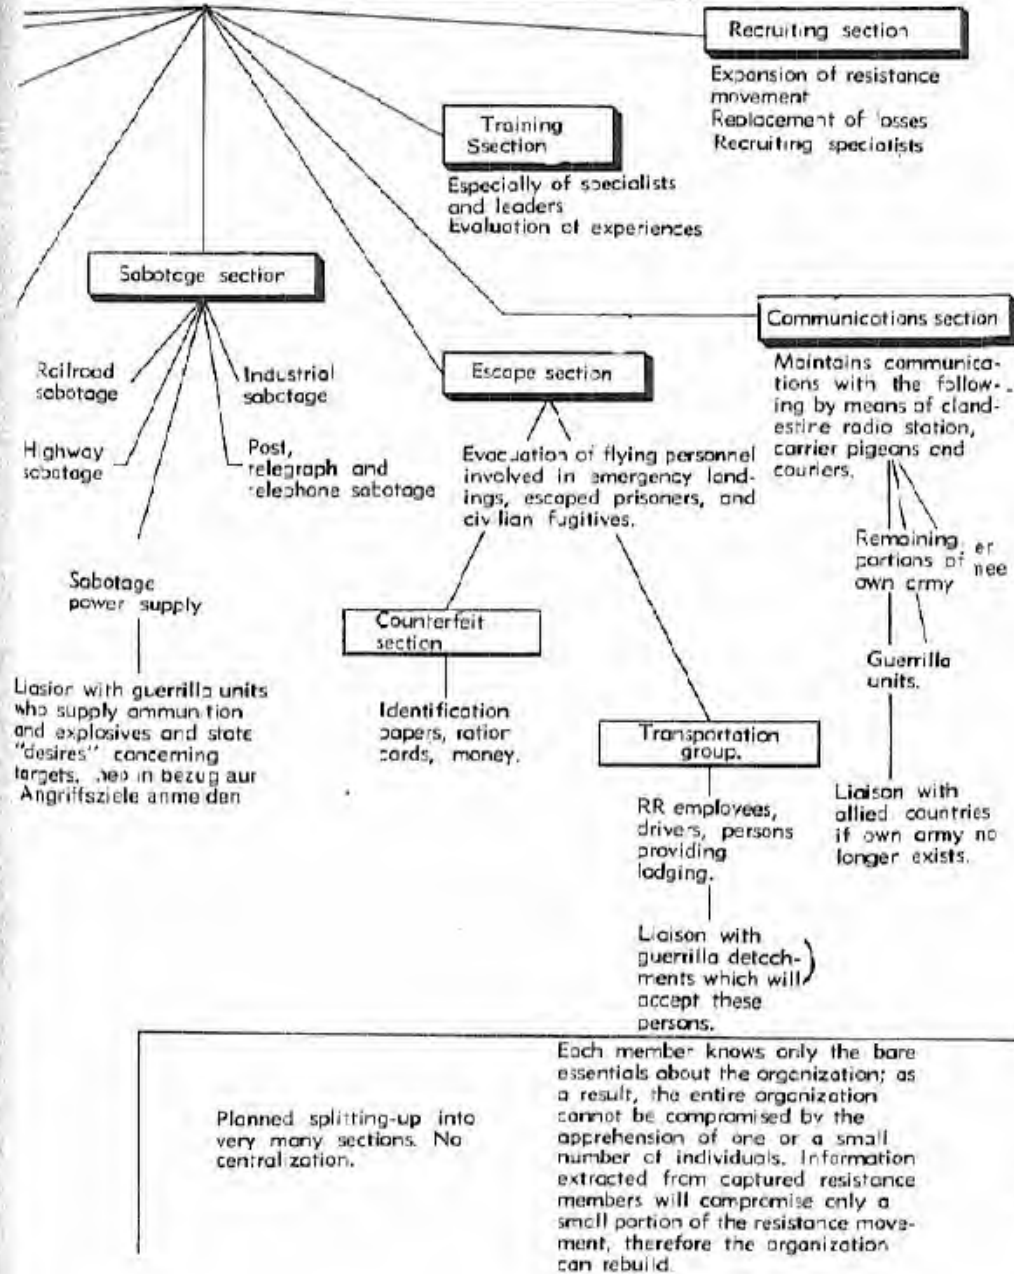 Recruiting section
Expansion of resistance
movement
Replacement of losses
Recruiting specialists
Training
Ssection
Especially of specialists
and leaders
Evaluation of experiences
Sabotage section
Railroad
sabotage
Industrial
sabotage
Highway
sabotage
Post,
telegraph and
telephone sabotage
Sabotage
power supply
Liasion with guerrilla units
who supply ammunition
and explosives and state
"desires" concerning
targets. in bezug auf
Angriffsziele anmelden
Escape section
Evacuation of flying personnel
involved in emergency land-
ings, escaped prisoners, and
civilian fugitives.
Counterfeit
section
Identification
papers, ration
cards, money.
Transportation
group.
RR employees,
drivers, persons
providing
lodging.
Liaison with
guerrilla detach-
ments which will
accept these
persons.
Communications section
Maintains communica-
tions with the follow-
ing by means of cland-
estine radio station,
carrier pigeons and
couriers.
Remaining
portions of
own army
er
nee
Guerrilla
units.
Liaison with
allied countries
if own army no
longer exists.
Planned splitting-up into
very many sections. No
centralization.
Each member knows only the bare
essentials about the organization; as
a result, the entire organization
cannot be compromised by the
apprehension of one or a small
number of individuals. Information
extracted from captured resistance
members will compromise only a
small portion of the resistance move-
ment, therefore the organization
can rebuild.